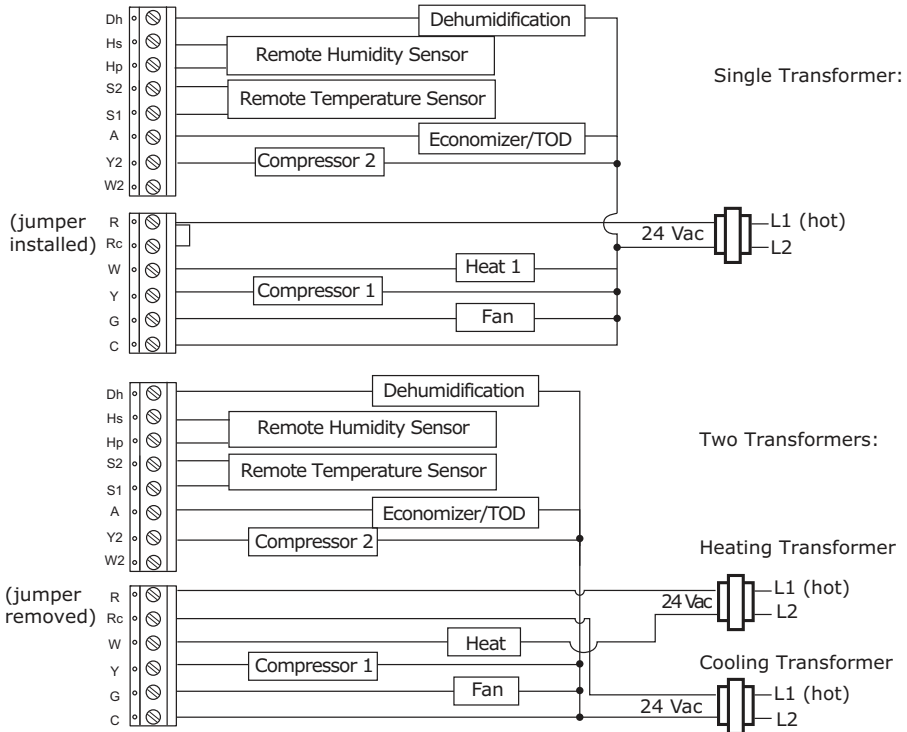 Dh
Dehumidification
Hs
Remote Humidity Sensor
Hp
Single Transformer:
S2
Remote Temperature Sensor
S1
A
Economizer/TOD
Y2
Compressor 2
W2
(jumper
installed)
R
L1 (hot)
24 Vac
Rc
L2
W
Heat 1
Y
Compressor 1
G
Fan
C
Dh
Dehumidification
Hs
Remote Humidity Sensor
Hp
Two Transformers:
S2
Remote Temperature Sensor
S1
A
Economizer/TOD
Y2
Compressor 2
W2
Heating Transformer
(jumper
removed)
R
L1 (hot)
24 Vac
Rc
L2
W
Heat
Y
Compressor 1
Cooling Transformer
G
Fan
L1 (hot)
24 Vac
C
L2